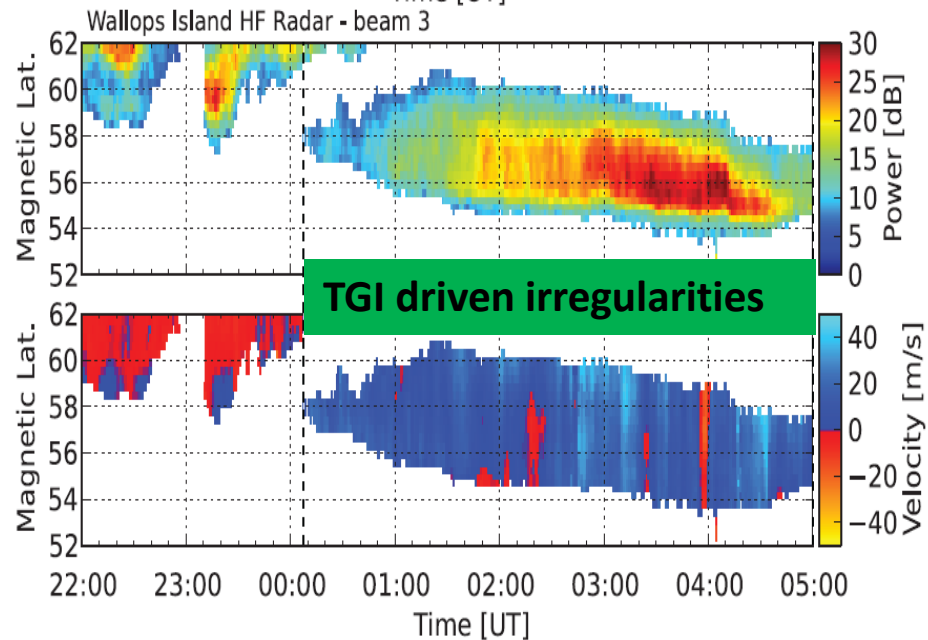 Time [UT]
Wallops Island HF Radar - beam 3
Magnetic Lat.
62
60
58
56
54
52
30
25
20
15
10
5
0
Power [dB]
TGI driven irregularities
Magnetic Lat.
62
60
58
56
54
52
40
20
0
−20
−40
Velocity [m/s]
22:00 23:00 00:00 01:00 02:00 03:00 04:00 05:00
Time [UT]